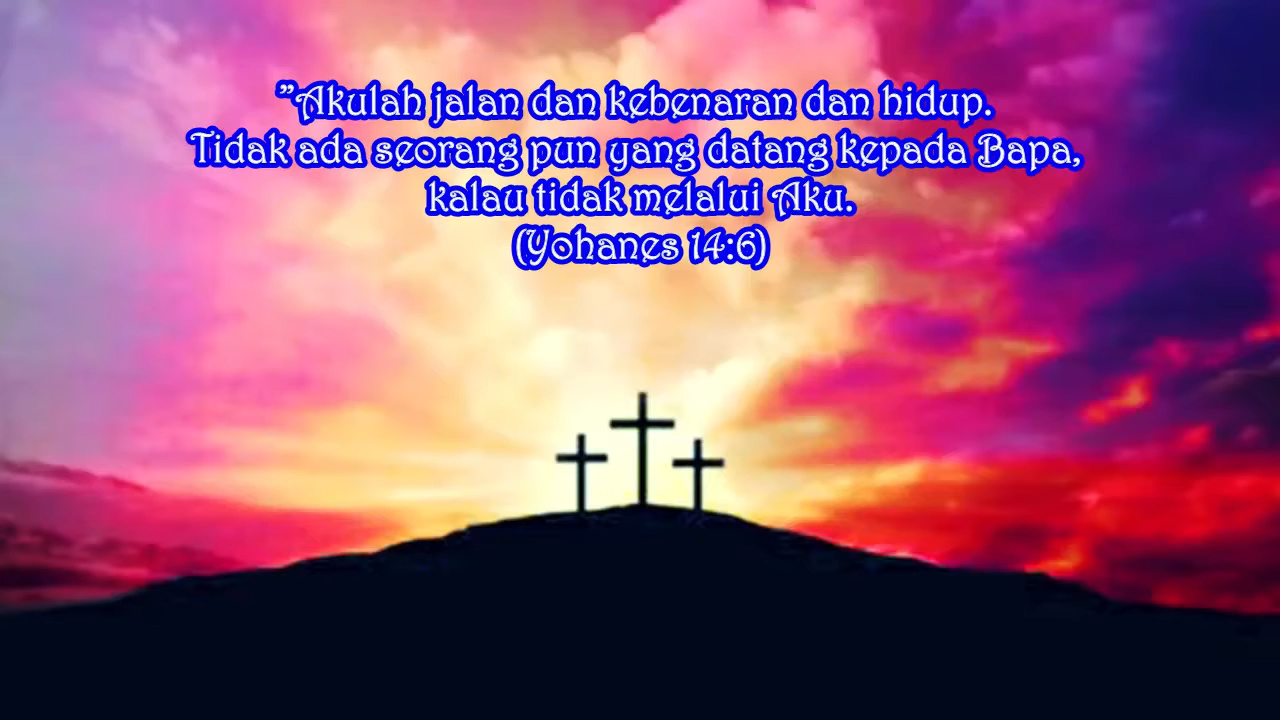 "Akulah jalan dan kebenaran dan hidup.
Tidak ada seorang pun yang datang kepada Bapa,
kalau tidak melalui Aku.
(Yohanes 14:6)